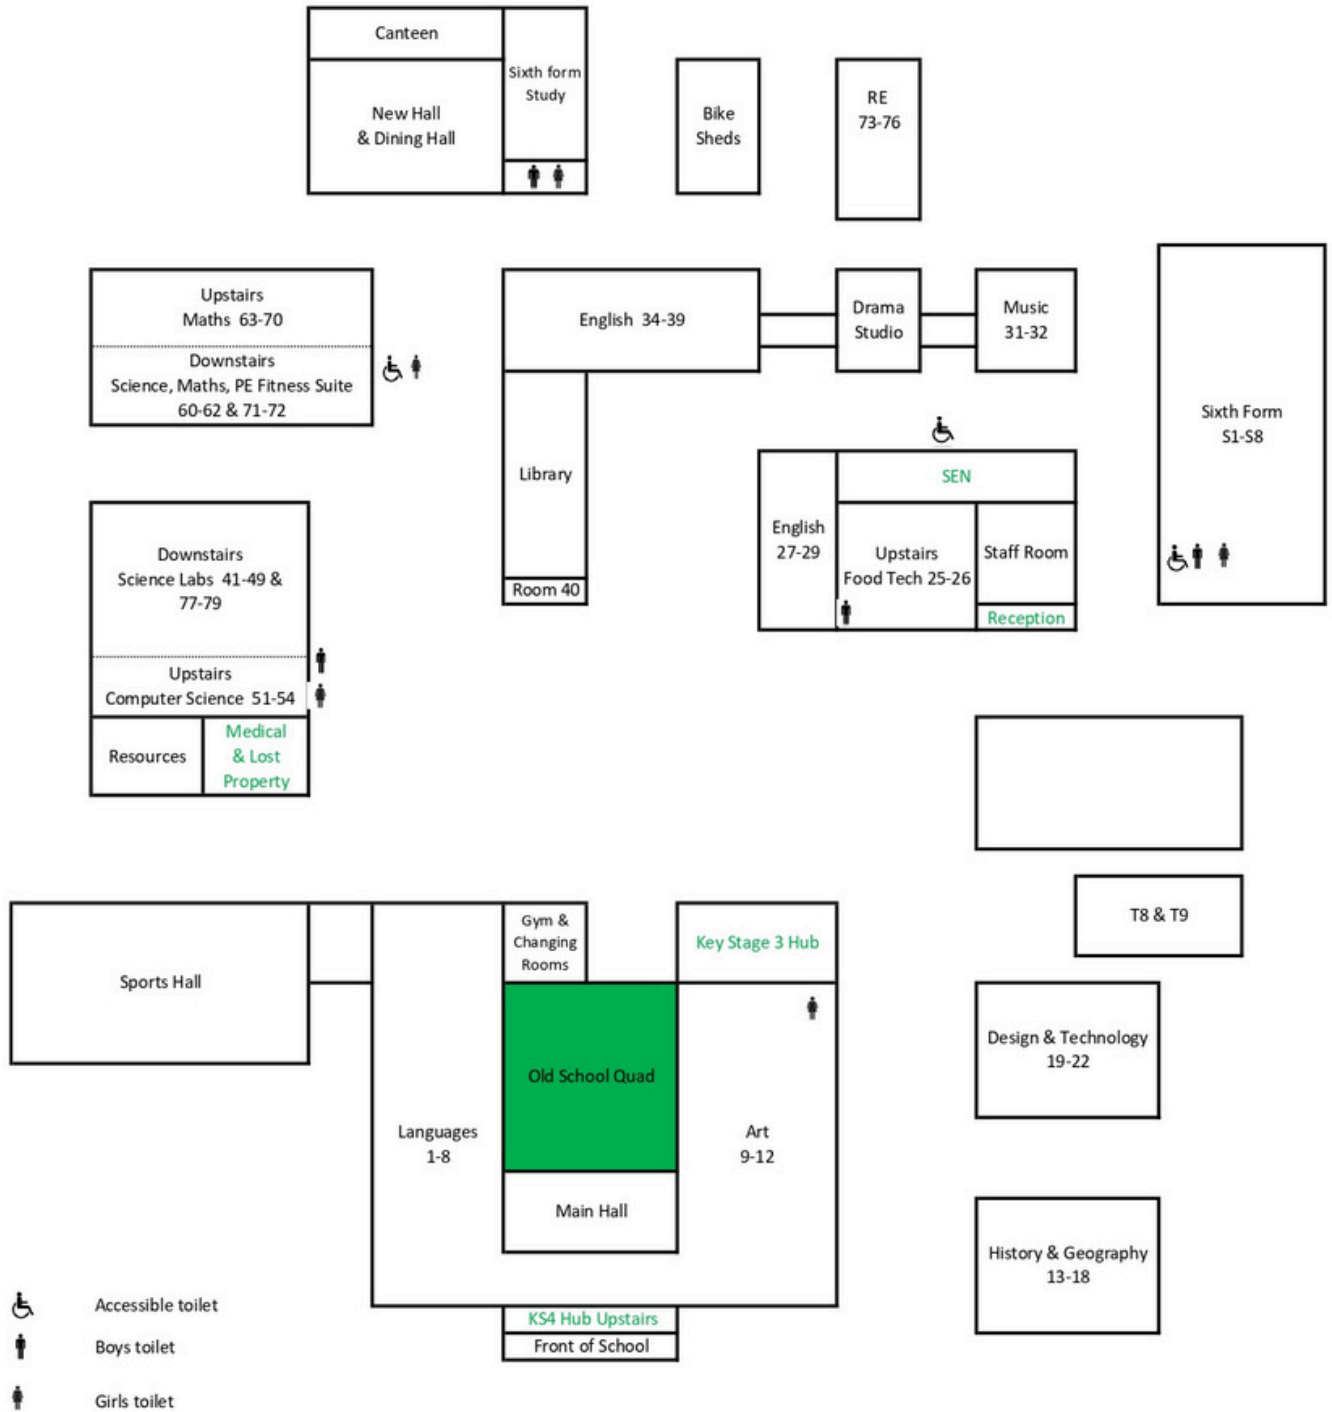 Canteen
New Hall
& Dining Hall
Sixth form
Study
Bike
Sheds
RE
73-76
Upstairs
Maths 63-70
Downstairs
Science, Maths, PE Fitness Suite
60-62 & 71-72
English 34-39
Drama
Studio
Music
31-32
Sixth Form
S1-S8
Library
Room 40
SEN
English
27-29
Upstairs
Food Tech 25-26
Staff Room
Reception
Downstairs
Science Labs 41-49 &
77-79
Upstairs
Computer Science 51-54
Resources
Medical
& Lost
Property
T8 & T9
Sports Hall
Gym &
Changing
Rooms
Key Stage 3 Hub
Old School Quad
Design & Technology
19-22
Languages
1-8
Art
9-12
Main Hall
History & Geography
13-18
KS4 Hub Upstairs
Front of School
Accessible toilet
Boys toilet
Girls toilet